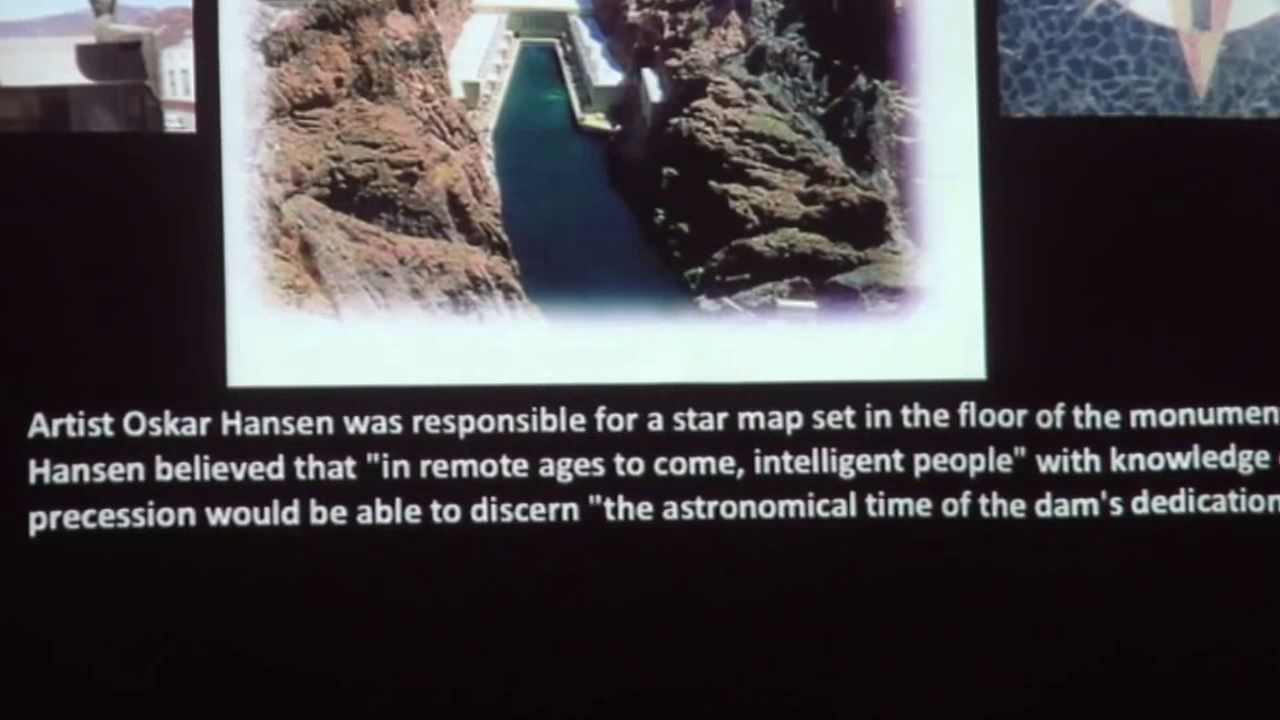 Artist Oskar Hansen was responsible for a star map set in the floor of the monumen
Hansen believed that "in remote ages to come, intelligent people" with knowledge
precession would be able to discern "the astronomical time of the dam's dedication